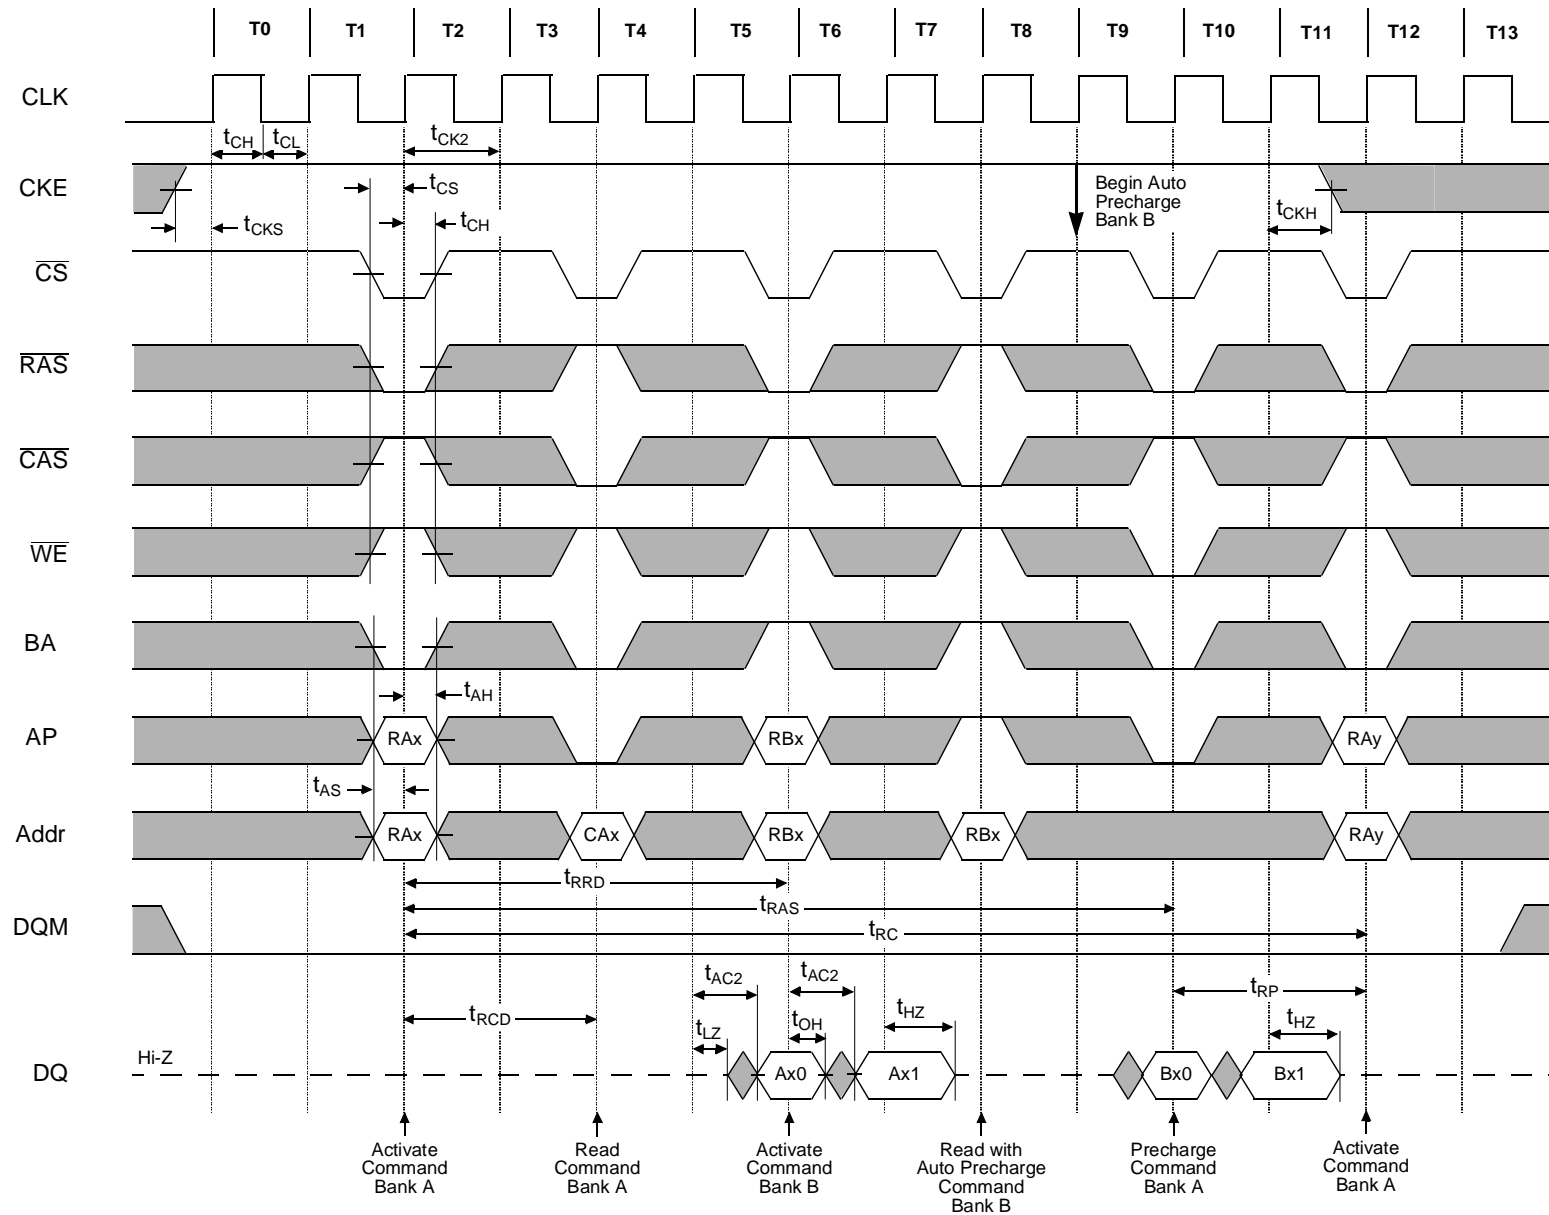 T0 T1 T2 T3 T4 T5 T6 T7 T8 T9 T10 T11 T12 T13
CLK
tCH tCL tCK2
CKE
tCS
Begin Auto
Precharge
Bank B
tCKS
tCH
tCKH
CS
RAS
CAS
WE
BA
tAH
AP
RAx RBx RAy
tAS
Addr
RAx CAx RBx RBx RAy
tRRD
tRAS
DQM
tRC
tAC2 tAC2
tRP
tRCD
tLZ tOH tHZ tHZ
Hi-Z
DQ
Ax0 Ax1 Bx0 Bx1
Activate
Command
Bank A
Read
Command
Bank A
Activate
Command
Bank B
Read with
Auto Precharge
Command
Bank B
Precharge
Command
Bank A
Activate
Command
Bank A